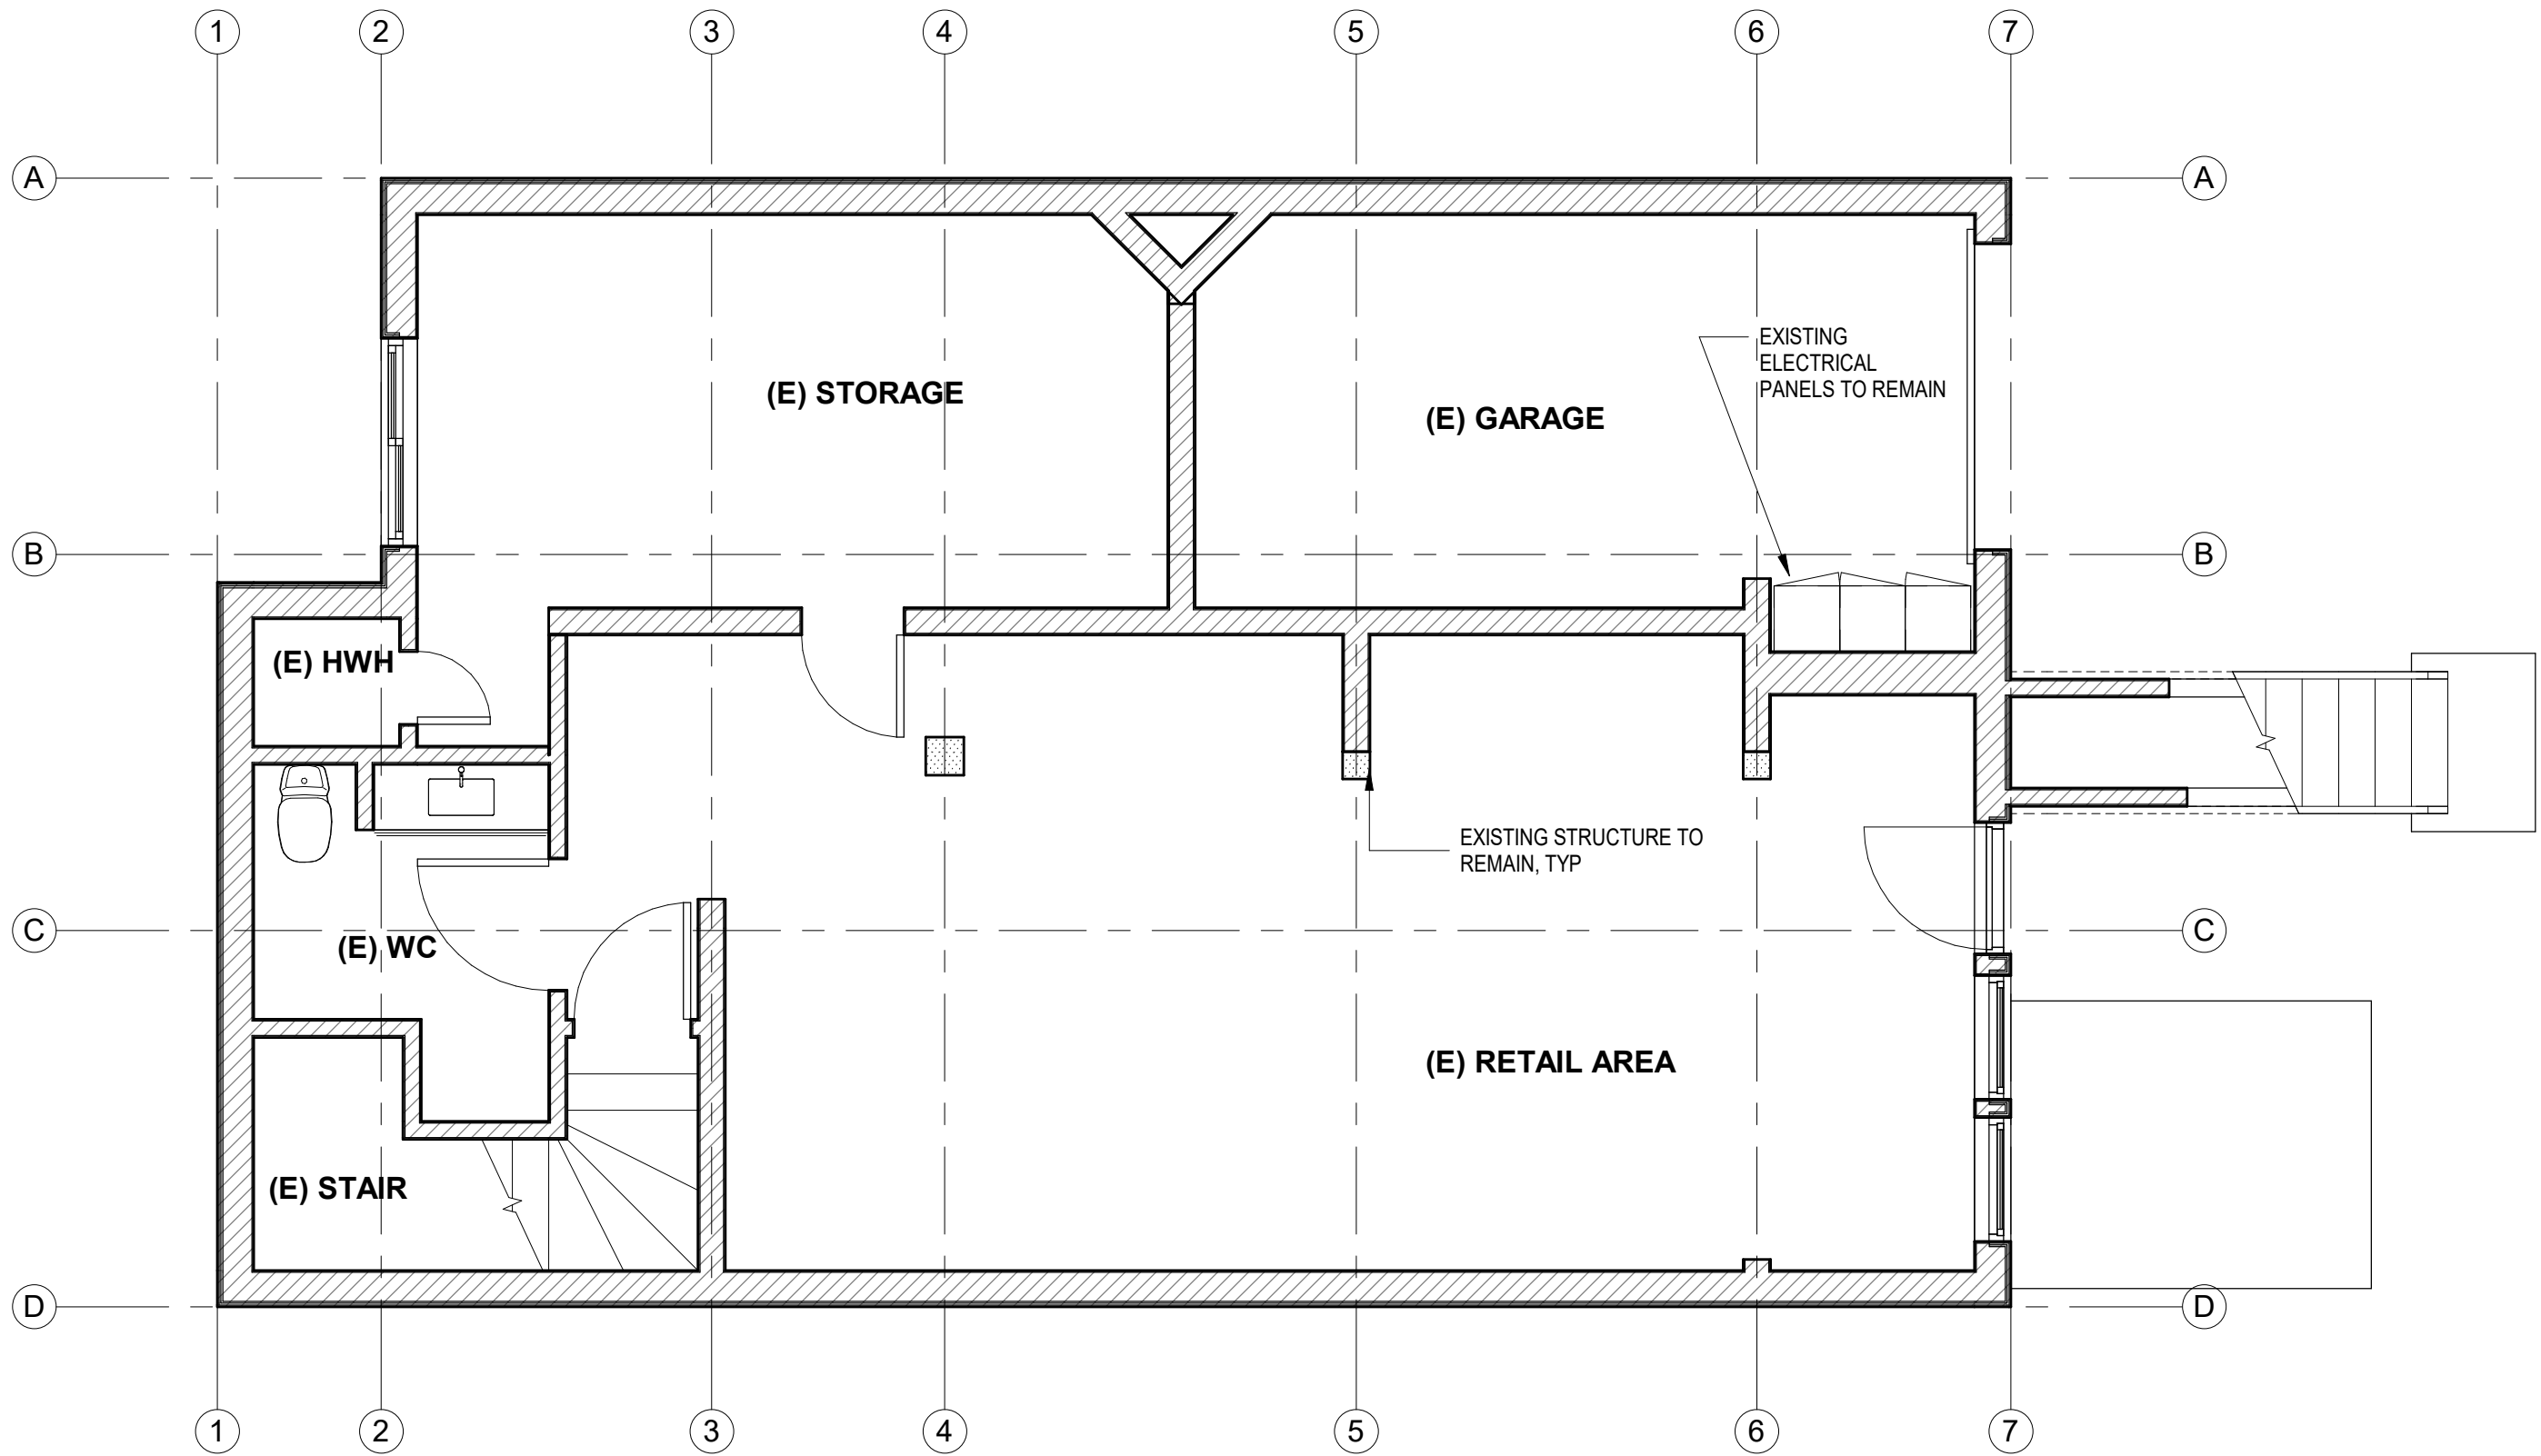 1 2 3 4 5 6 7
A A
EXISTING
ELECTRICAL
PANELS TO REMAIN
(E) STORAGE
(E) GARAGE
B B
(E) HWH
EXISTING STRUCTURE TO
REMAIN, TYP
C C
(E) WC
(E) RETAIL AREA
(E) STAIR
D D
1 2 3 4 5 6 7